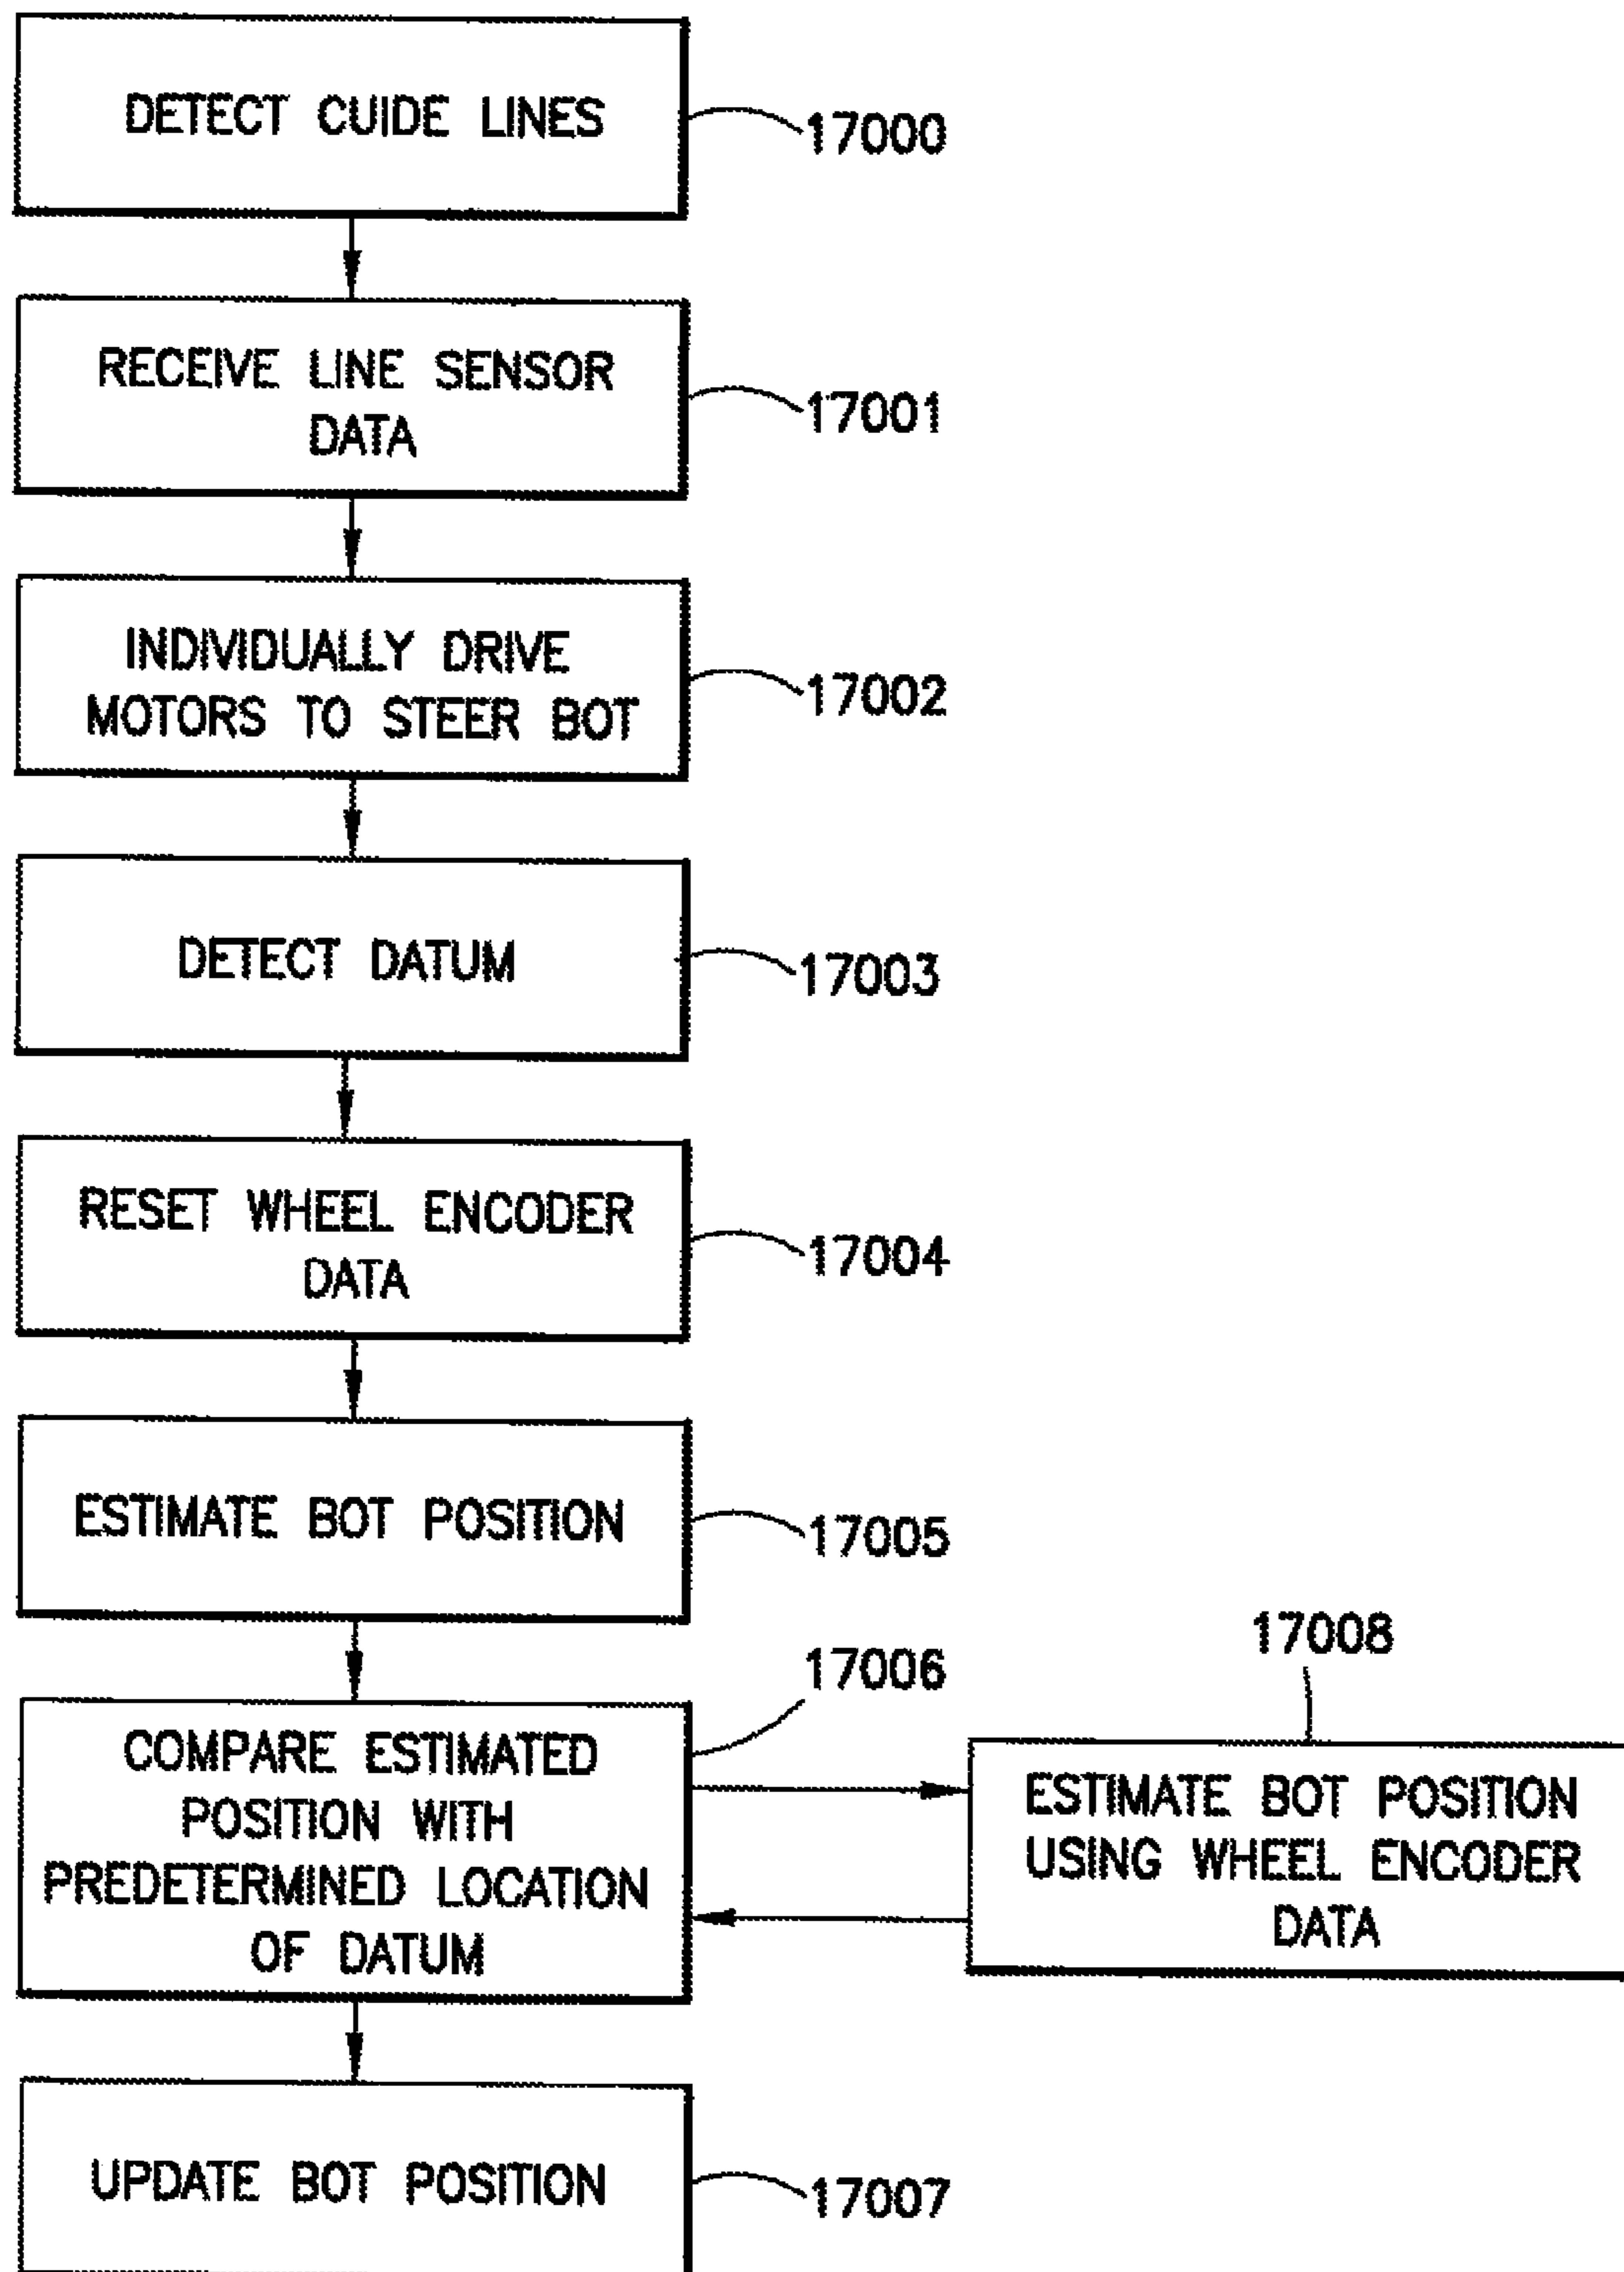 DETECT CUIDE LINES
17000
RECEIVE LINE SENSOR
DATA
17001
INDIVIDUALLY DRIVE
MOTORS TO STEER BOT
17002
DETECT DATUM
17003
RESET WHEEL ENCODER
DATA
17004
ESTIMATE BOT POSITION
17005
COMPARE ESTIMATED
POSITION WITH
PREDETERMINED LOCATION
OF DATUM
17006
ESTIMATE BOT POSITION
USING WHEEL ENCODER
DATA
17008
UPDATE BOT POSITION
17007